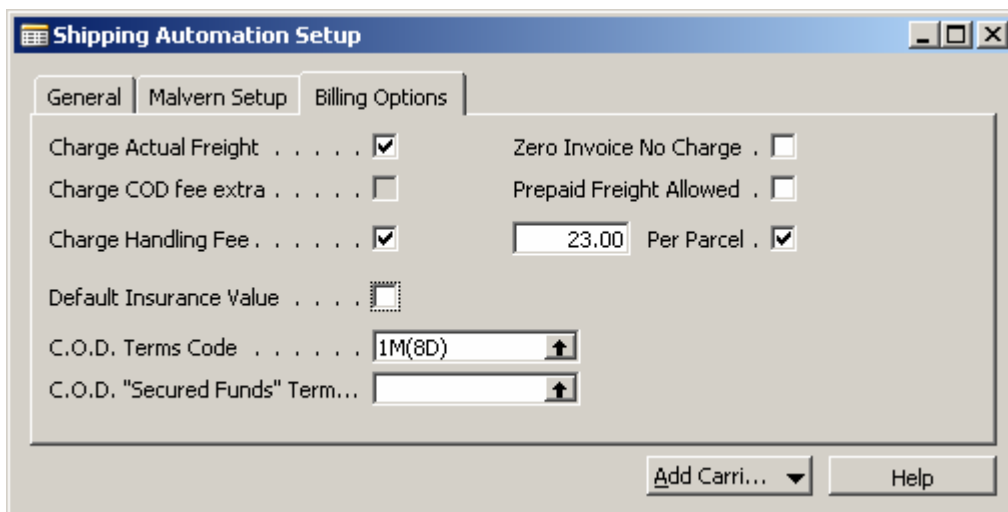 Shipping Automation Setup
General Malvern Setup Billing Options
Charge Actual Freight . . . . . Zero Invoice No Charge .
Charge COD fee extra . . . . . Prepaid Freight Allowed .
Charge Handling Fee . . . . . . 23.00 Per Parcel .
Default Insurance Value . . . .
C.O.D. Terms Code . . . . . . 1M(8D)
C.O.D. "Secured Funds" Term...
Add Carri... Help